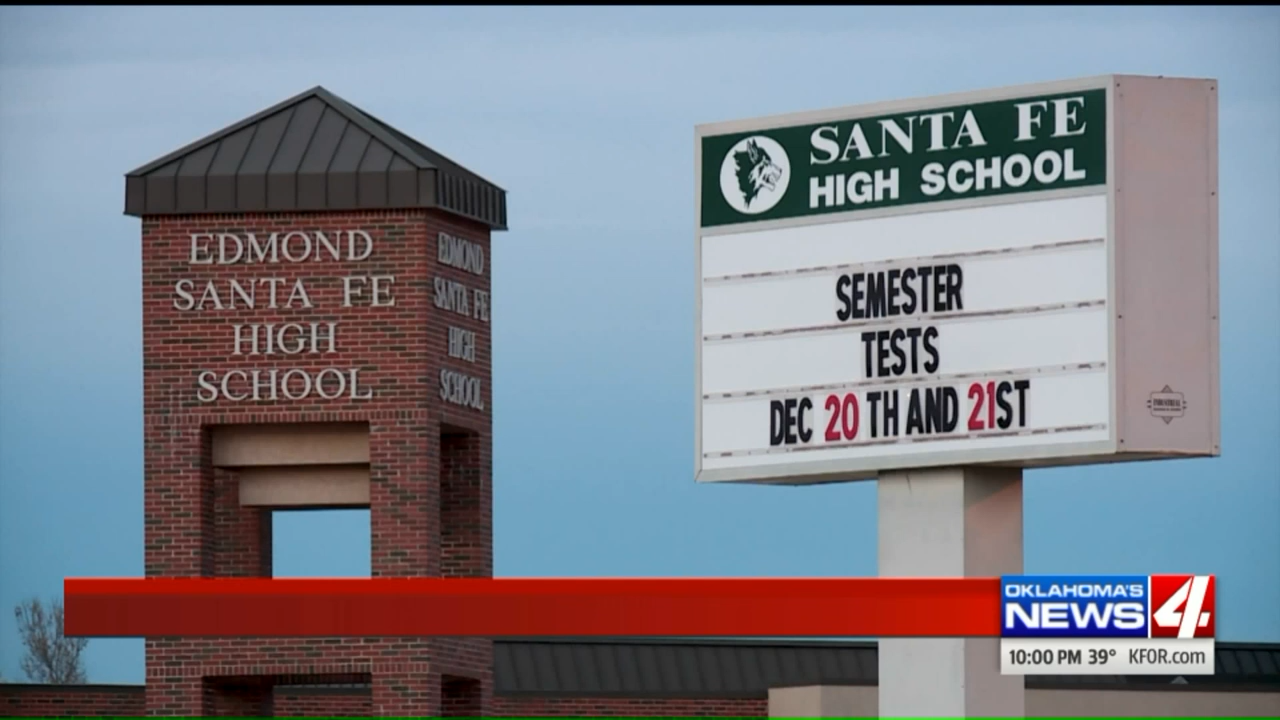 EDMOND
SANTA FE
HIGH
SCHOOL
EDMOND
SANTA FE
HIGH
SCHOOL
SANTA FE
HIGH SCHOOL
SEMESTER
TESTS
DEC 20 TH AND 21ST
OKLAHOMA'S
NEWS 4
10:00 PM 39° KFOR.com